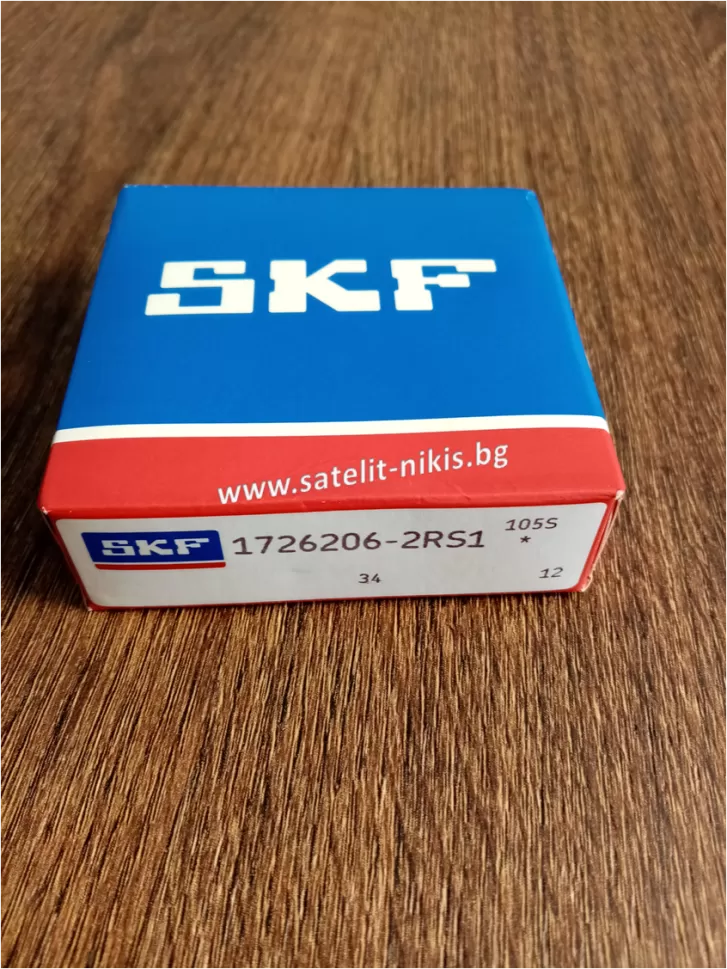 SKF
www.satelit-nikis.bg
SKF 1726206-2RS1 105S
*
34 12